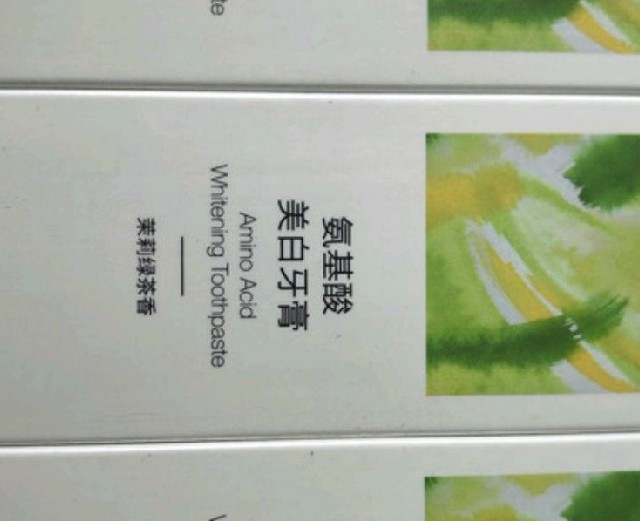 氨基酸
美白牙膏
Amino Acid
Whitening Toothpaste
茉莉绿茶香